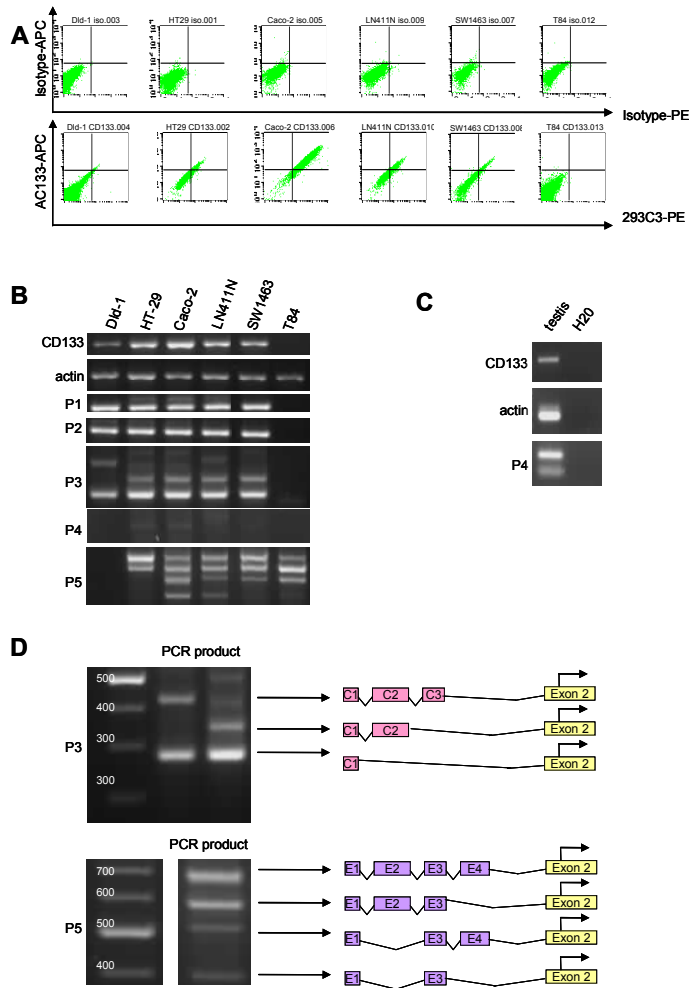 A
Isotype-APC
Dld-1 iso.003
HT29 iso.001
Caco-2 iso.005
LN411N iso.009
SW1463 iso.007
T84 iso.012
Isotype-PE
AC133-APC
Dld-1 CD133.004
HT29 CD133.002
Caco-2 CD133.006
LN411N CD133.010
SW1463 CD133.008
T84 CD133.013
293C3-PE
B
Dld-1
HT-29
Caco-2
LN411N
SW1463
T84
CD133
actin
P1
P2
P3
P4
P5
C
testis
H20
CD133
actin
P4
D
PCR product
500
400
300
300
P3
C1 C2 C3 Exon 2
C1 C2 Exon 2
C1 Exon 2
PCR product
700
600
500
400
P5
E1 E2 E3 E4 Exon 2
E1 E2 E3 Exon 2
E1 E3 E4 Exon 2
E1 E3 Exon 2